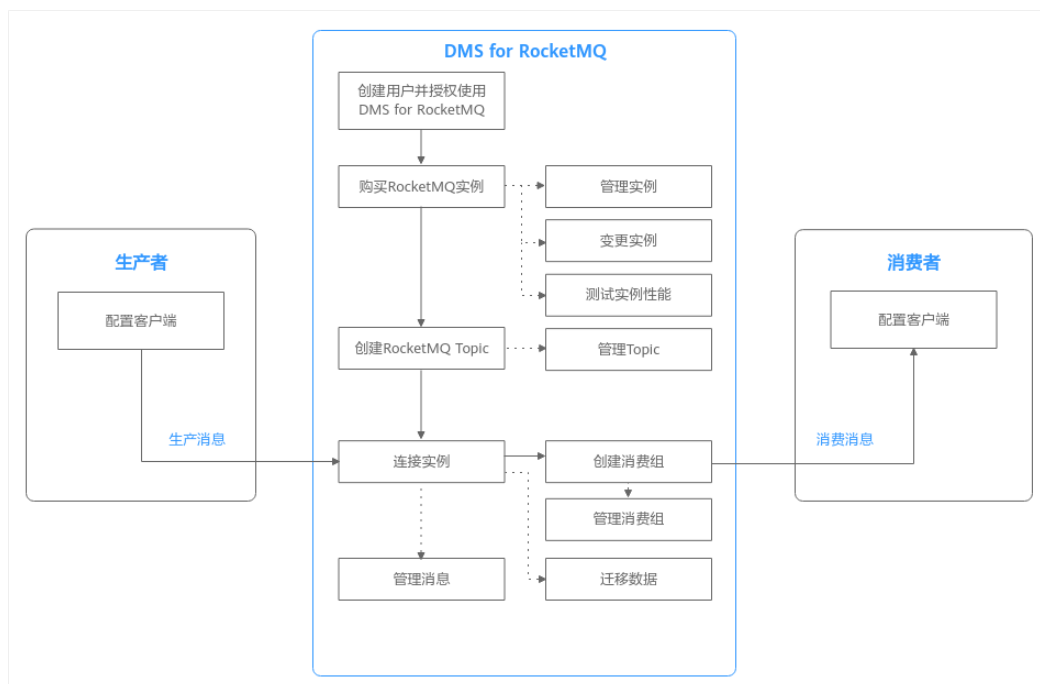 DMS for RocketMQ
创建用户并授权使用
DMS for RocketMQ
购买RocketMQ实例
管理实例
变更实例
测试实例性能
创建RocketMQ Topic
管理Topic
连接实例
创建消费组
管理消费组
管理消息
迁移数据
生产者
配置客户端
生产消息
消费者
配置客户端
消费消息